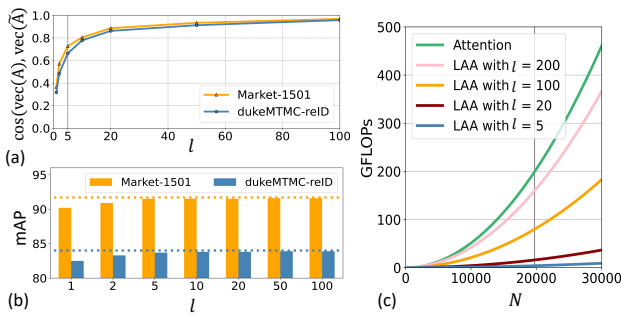 cos(vec(A), vec(Ã))
1.0
0.8
0.6
0.4
0.2
0.0
Market-1501
dukeMTMC-reID
0 5 20 40 60 80 100
l
(a)
mAP
95
90
85
80
Market-1501 dukeMTMC-reID
1 2 5 10 20 50 100
l
(b)
GFLOPs
500
400
300
200
100
0
Attention
LAA with l = 200
LAA with l = 100
LAA with l = 20
LAA with l = 5
0 10000 20000 30000
N
(c)